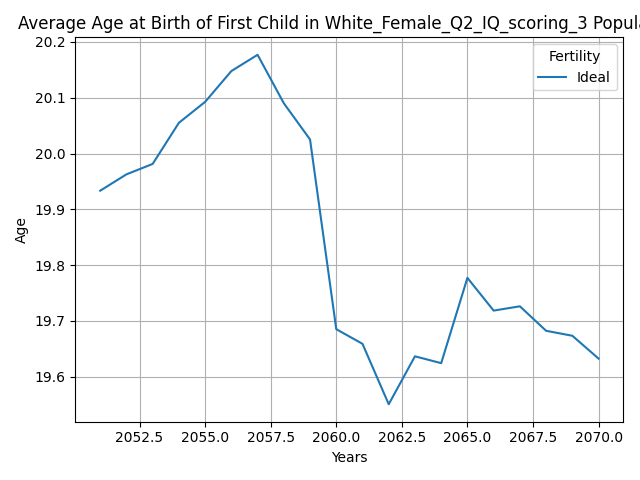 Average Age at Birth of First Child in White_Female_Q2_IQ_scoring_3
Fertility
Ideal
Age
20.2
20.1
20.0
19.9
19.8
19.7
19.6
2052.5 2055.0 2057.5 2060.0 2062.5 2065.0 2067.5 2070.0
Years